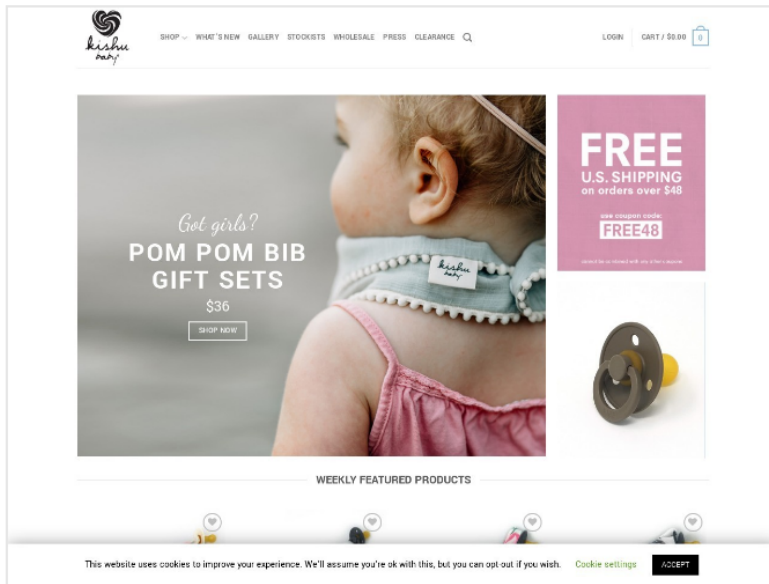 kishu
baby
SHOP WHAT'S NEW GALLERY STOCKISTS WHOLESALE PRESS CLEARANCE
LOGIN CART / $0.00 0
Got girls?
POM POM BIB
GIFT SETS
$36
SHOP NOW
kishu
baby
FREE
U.S. SHIPPING
on orders over $48
use coupon code:
FREE48
WEEKLY FEATURED PRODUCTS
This website uses cookies to improve your experience. We'll assume you're ok with this, but you can opt-out if you wish. Cookie settings ACCEPT